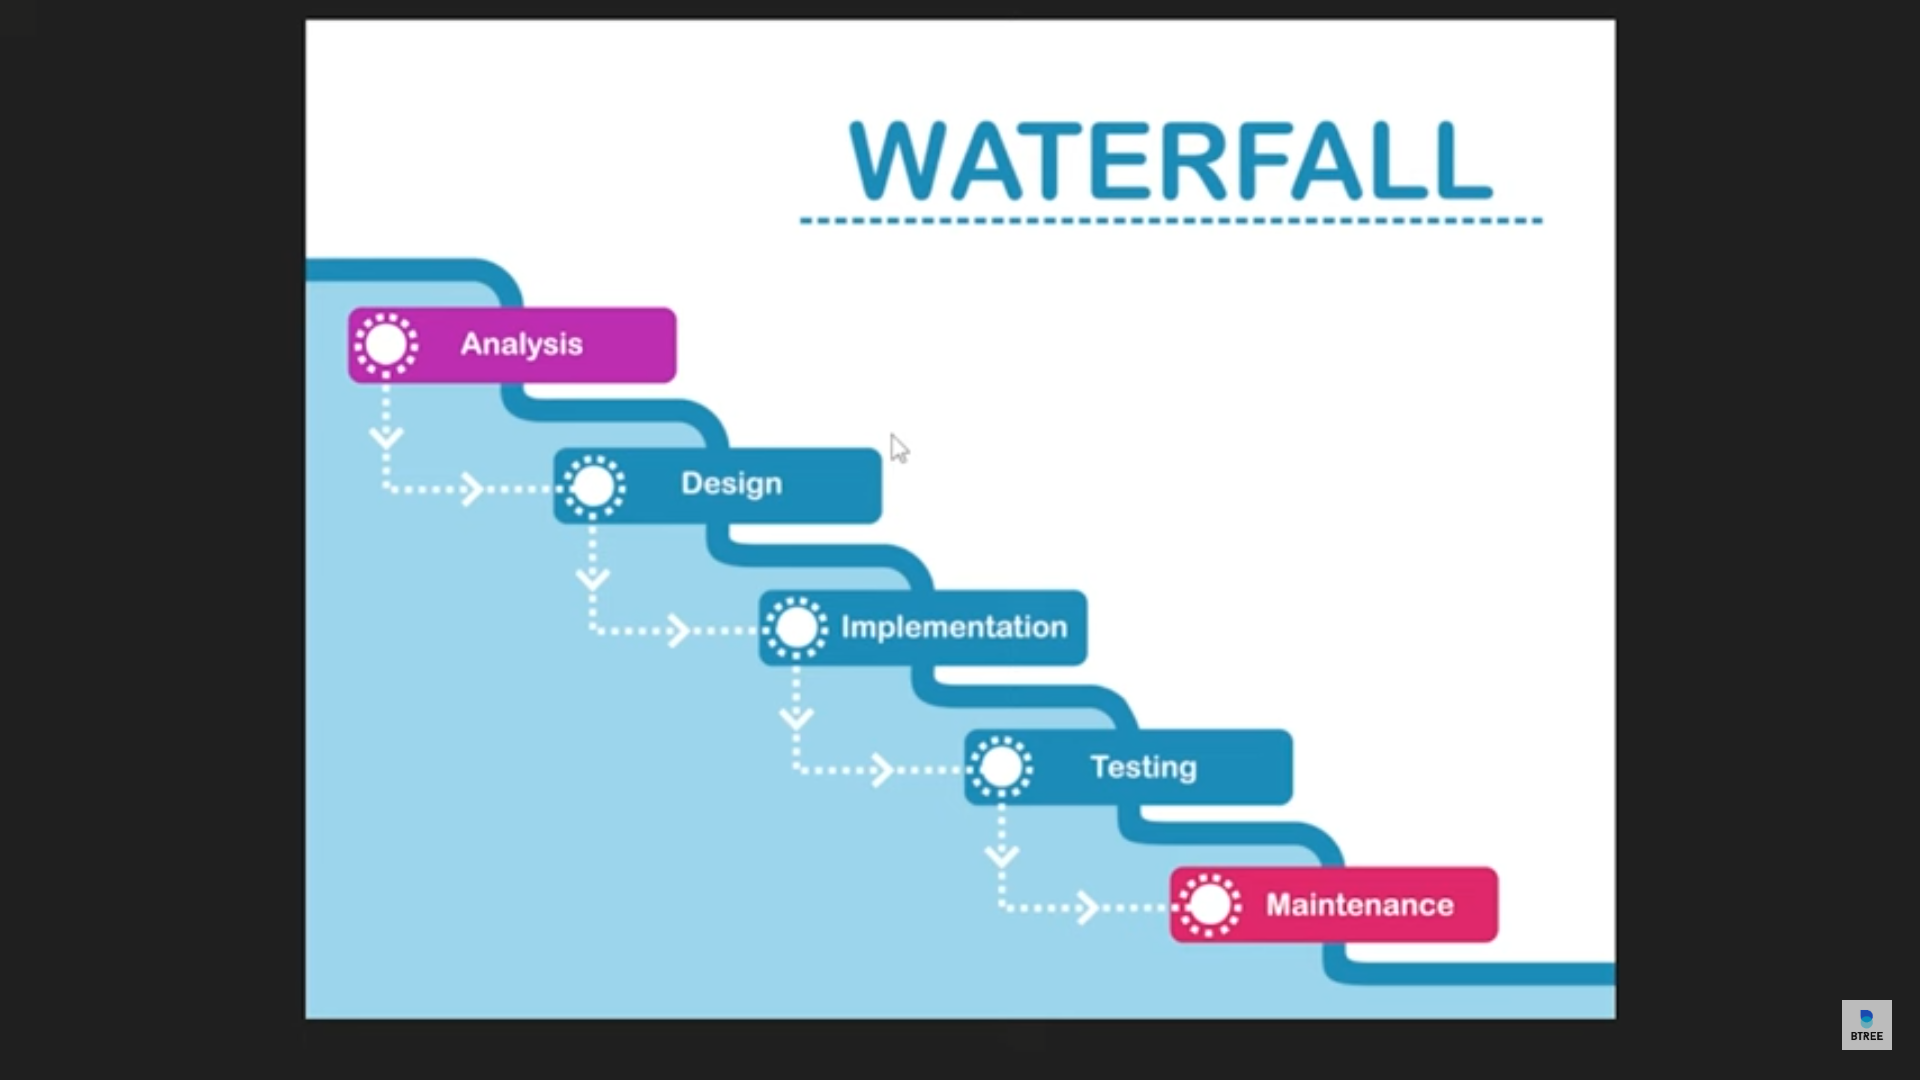 WATERFALL
Analysis
Design
Implementation
Testing
Maintenance
BTREE